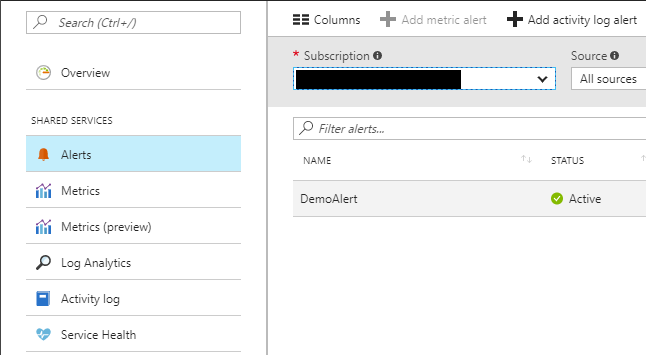 Search (Ctrl+/)
Overview
SHARED SERVICES
Alerts
Metrics
Metrics (preview)
Log Analytics
Activity log
Service Health
Columns Add metric alert Add activity log alert
* Subscription Source
All sources
Filter alerts...
NAME STATUS
DemoAlert Active